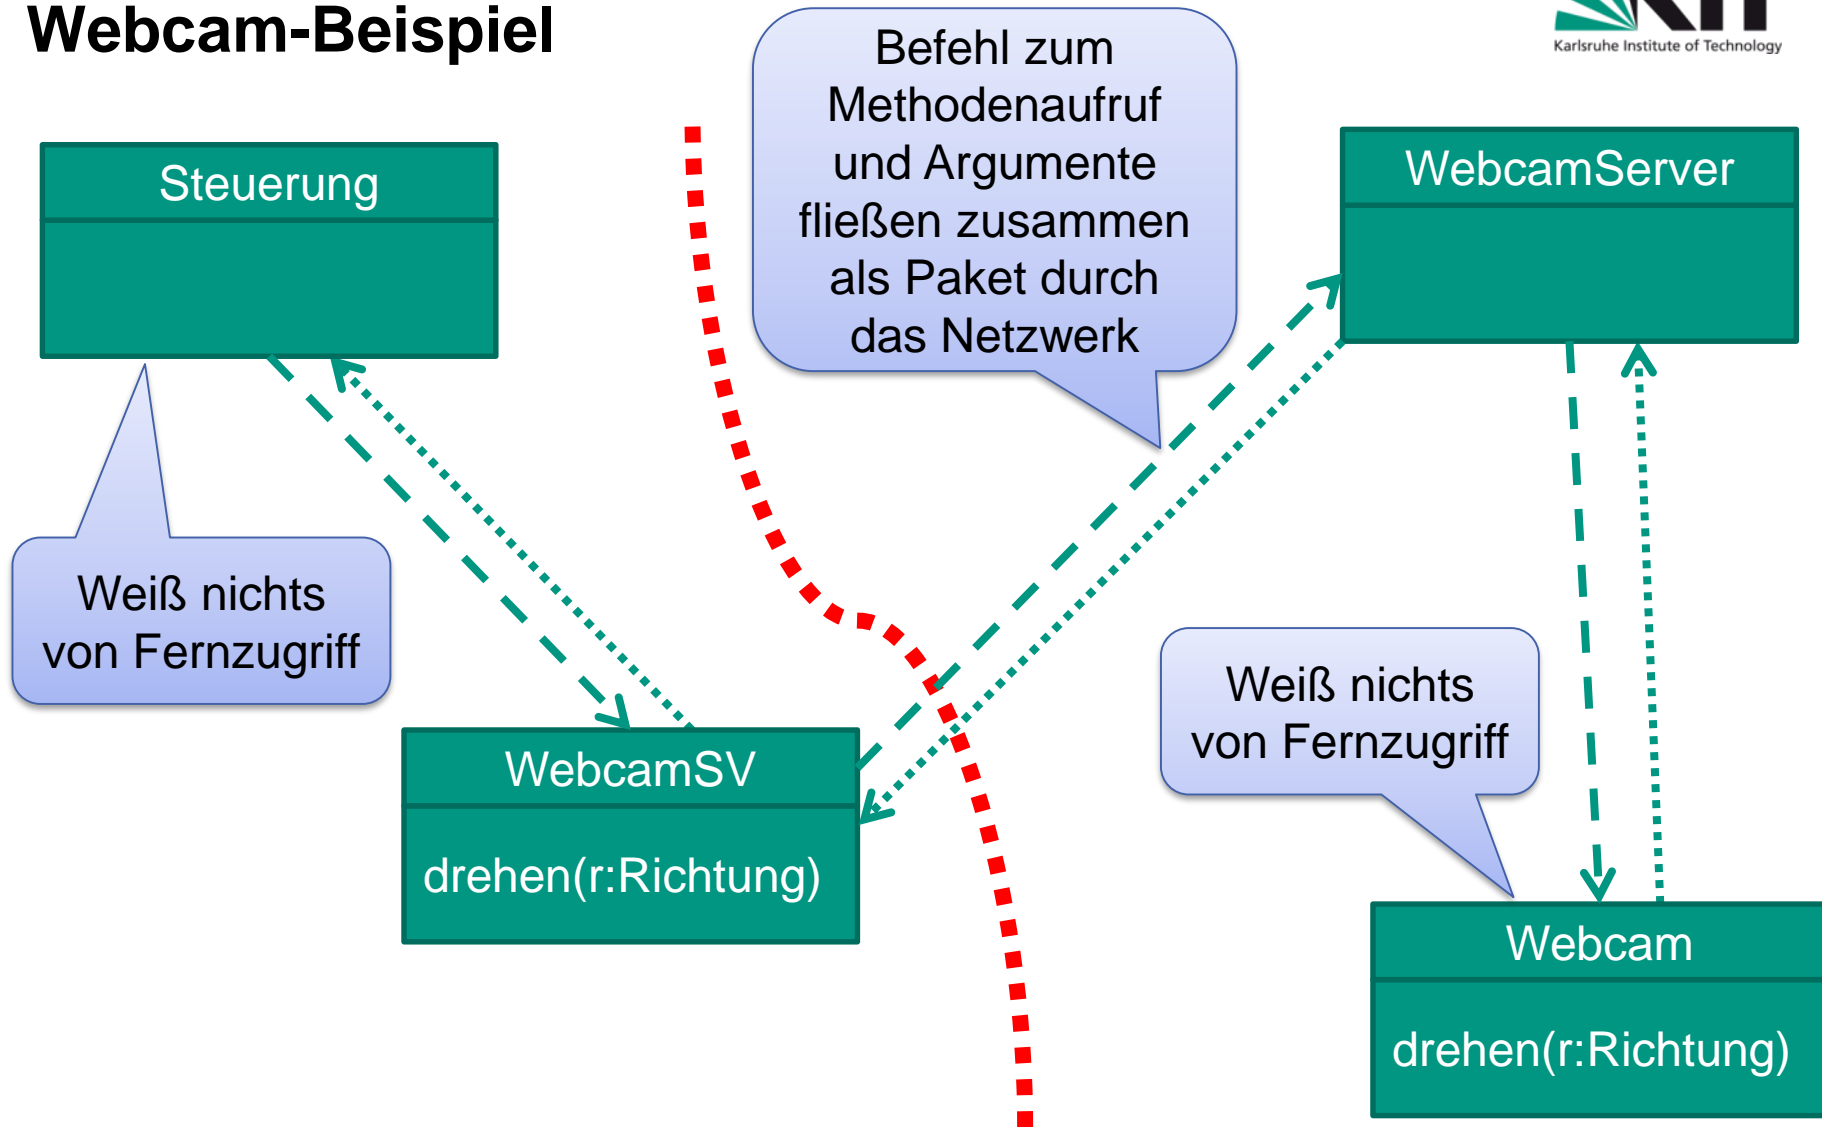 Webcam-Beispiel
Karlsruhe Institute of Technology
Befehl zum
Methodenaufruf
und Argumente
fließen zusammen
als Paket durch
das Netzwerk
Steuerung
WebcamServer
Weiß nichts
von Fernzugriff
Weiß nichts
von Fernzugriff
WebcamSV
drehen(r:Richtung)
Webcam
drehen(r:Richtung)